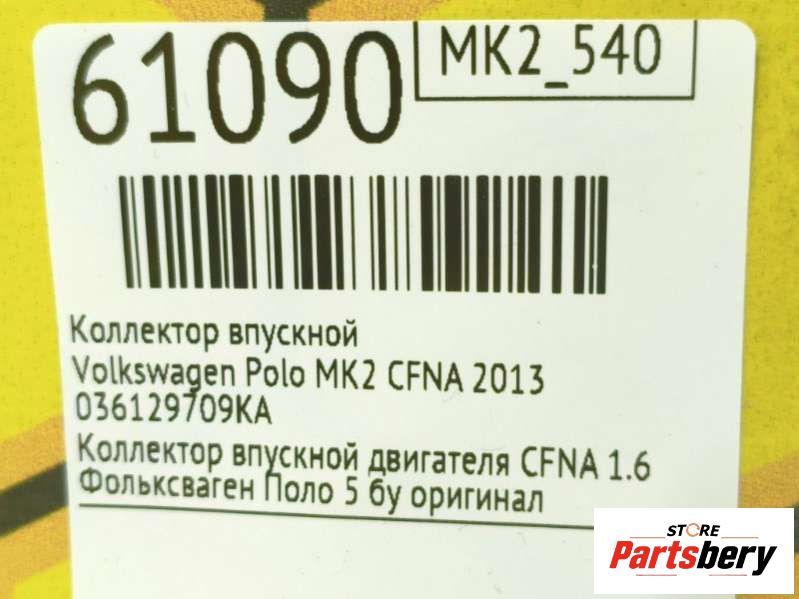 61090
MK2_540
Коллектор впускной
Volkswagen Polo MK2 CFNA 2013
036129709KA
Коллектор впускной двигателя CFNA 1.6
Фольксваген Поло 5 бу оригинал
STORE
Partsbery